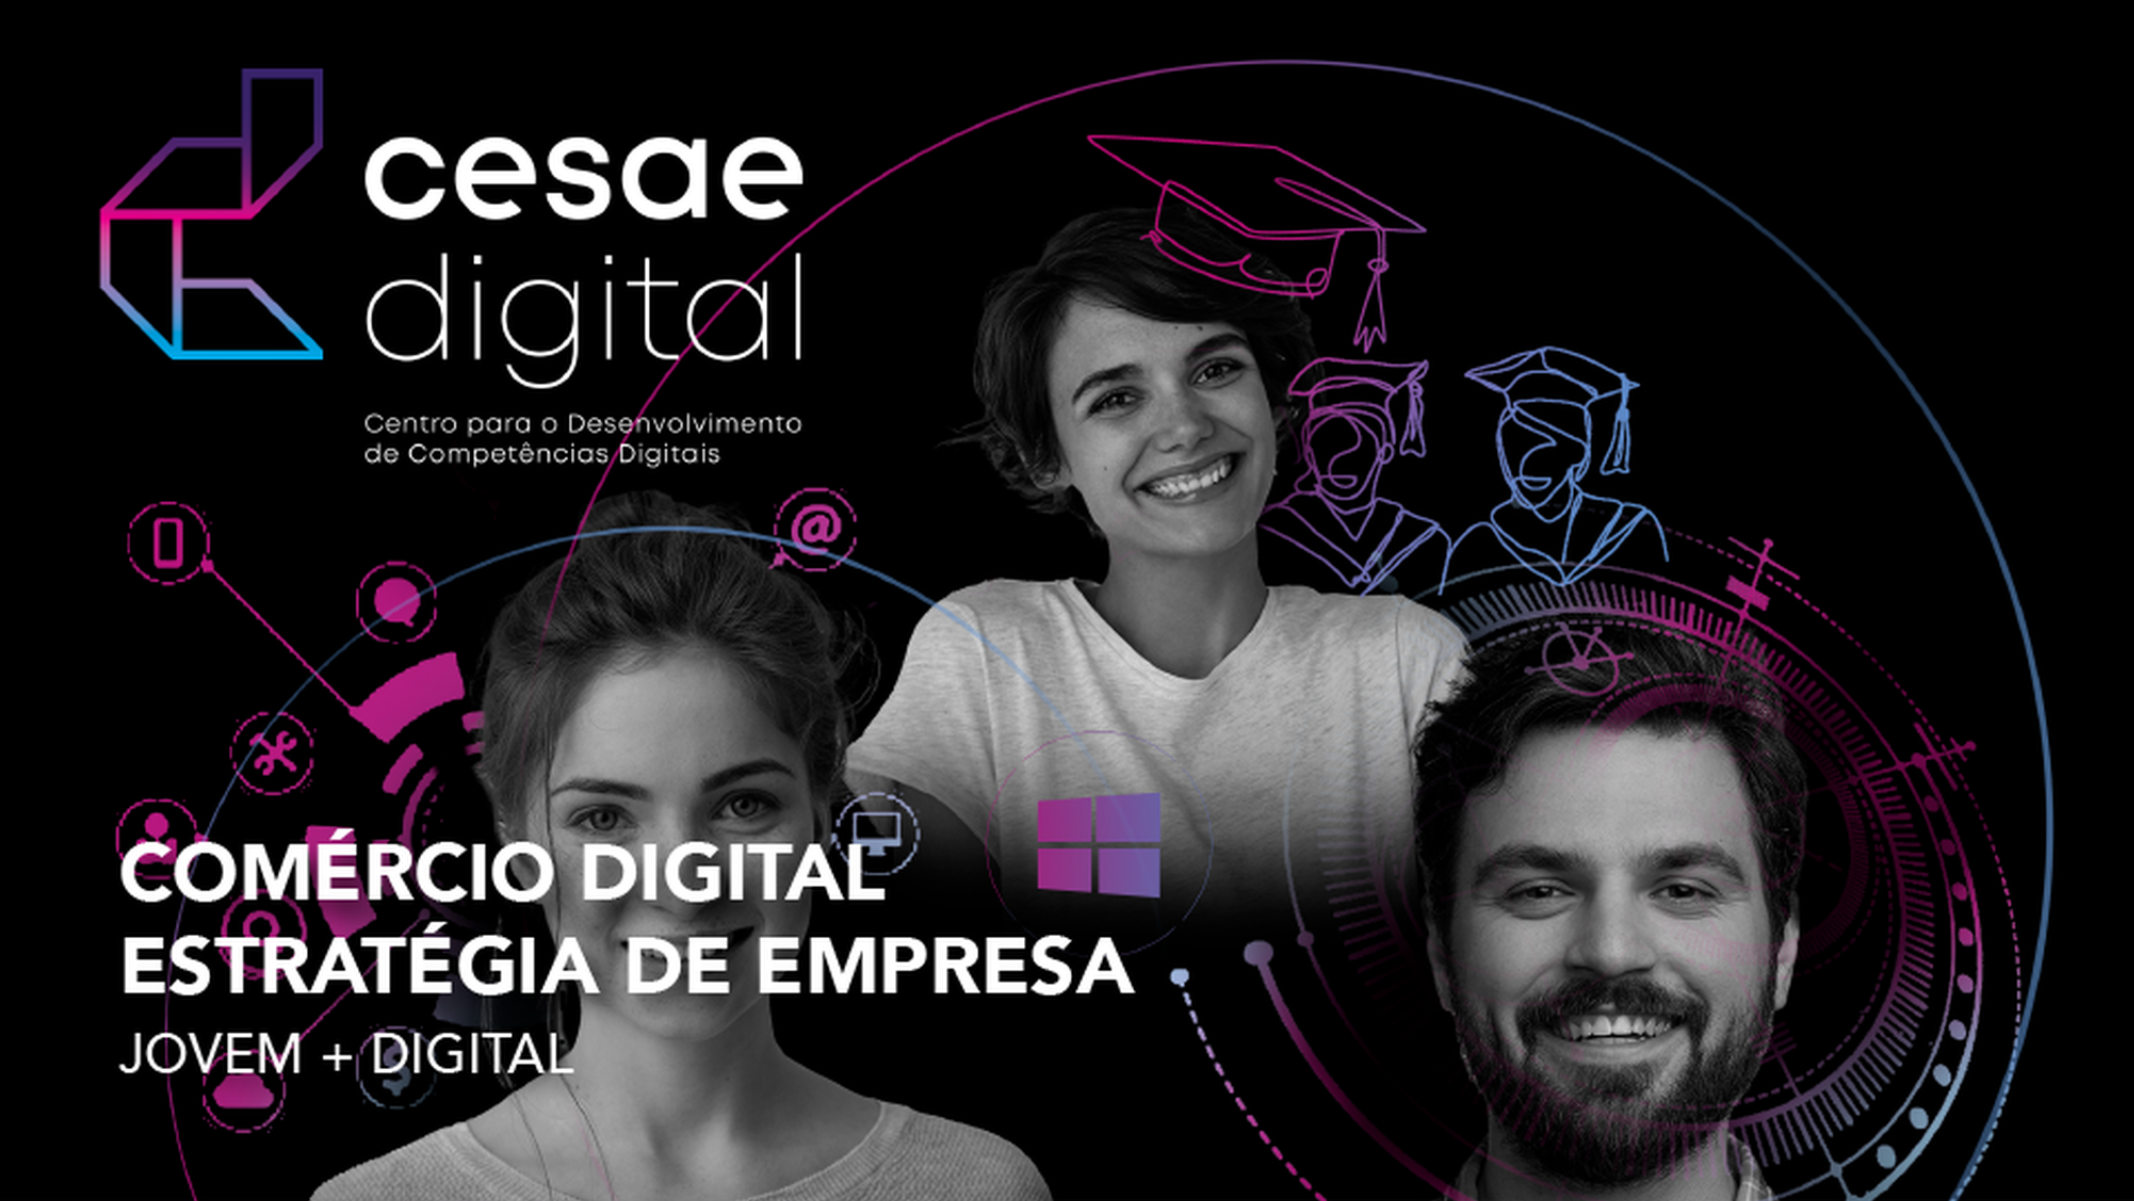 cesae
digital
Centro para o Desenvolvimento
de Competências Digitais
@
COMÉRCIO DIGITAL
ESTRATÉGIA DE EMPRESA
JOVEM + DIGITAL